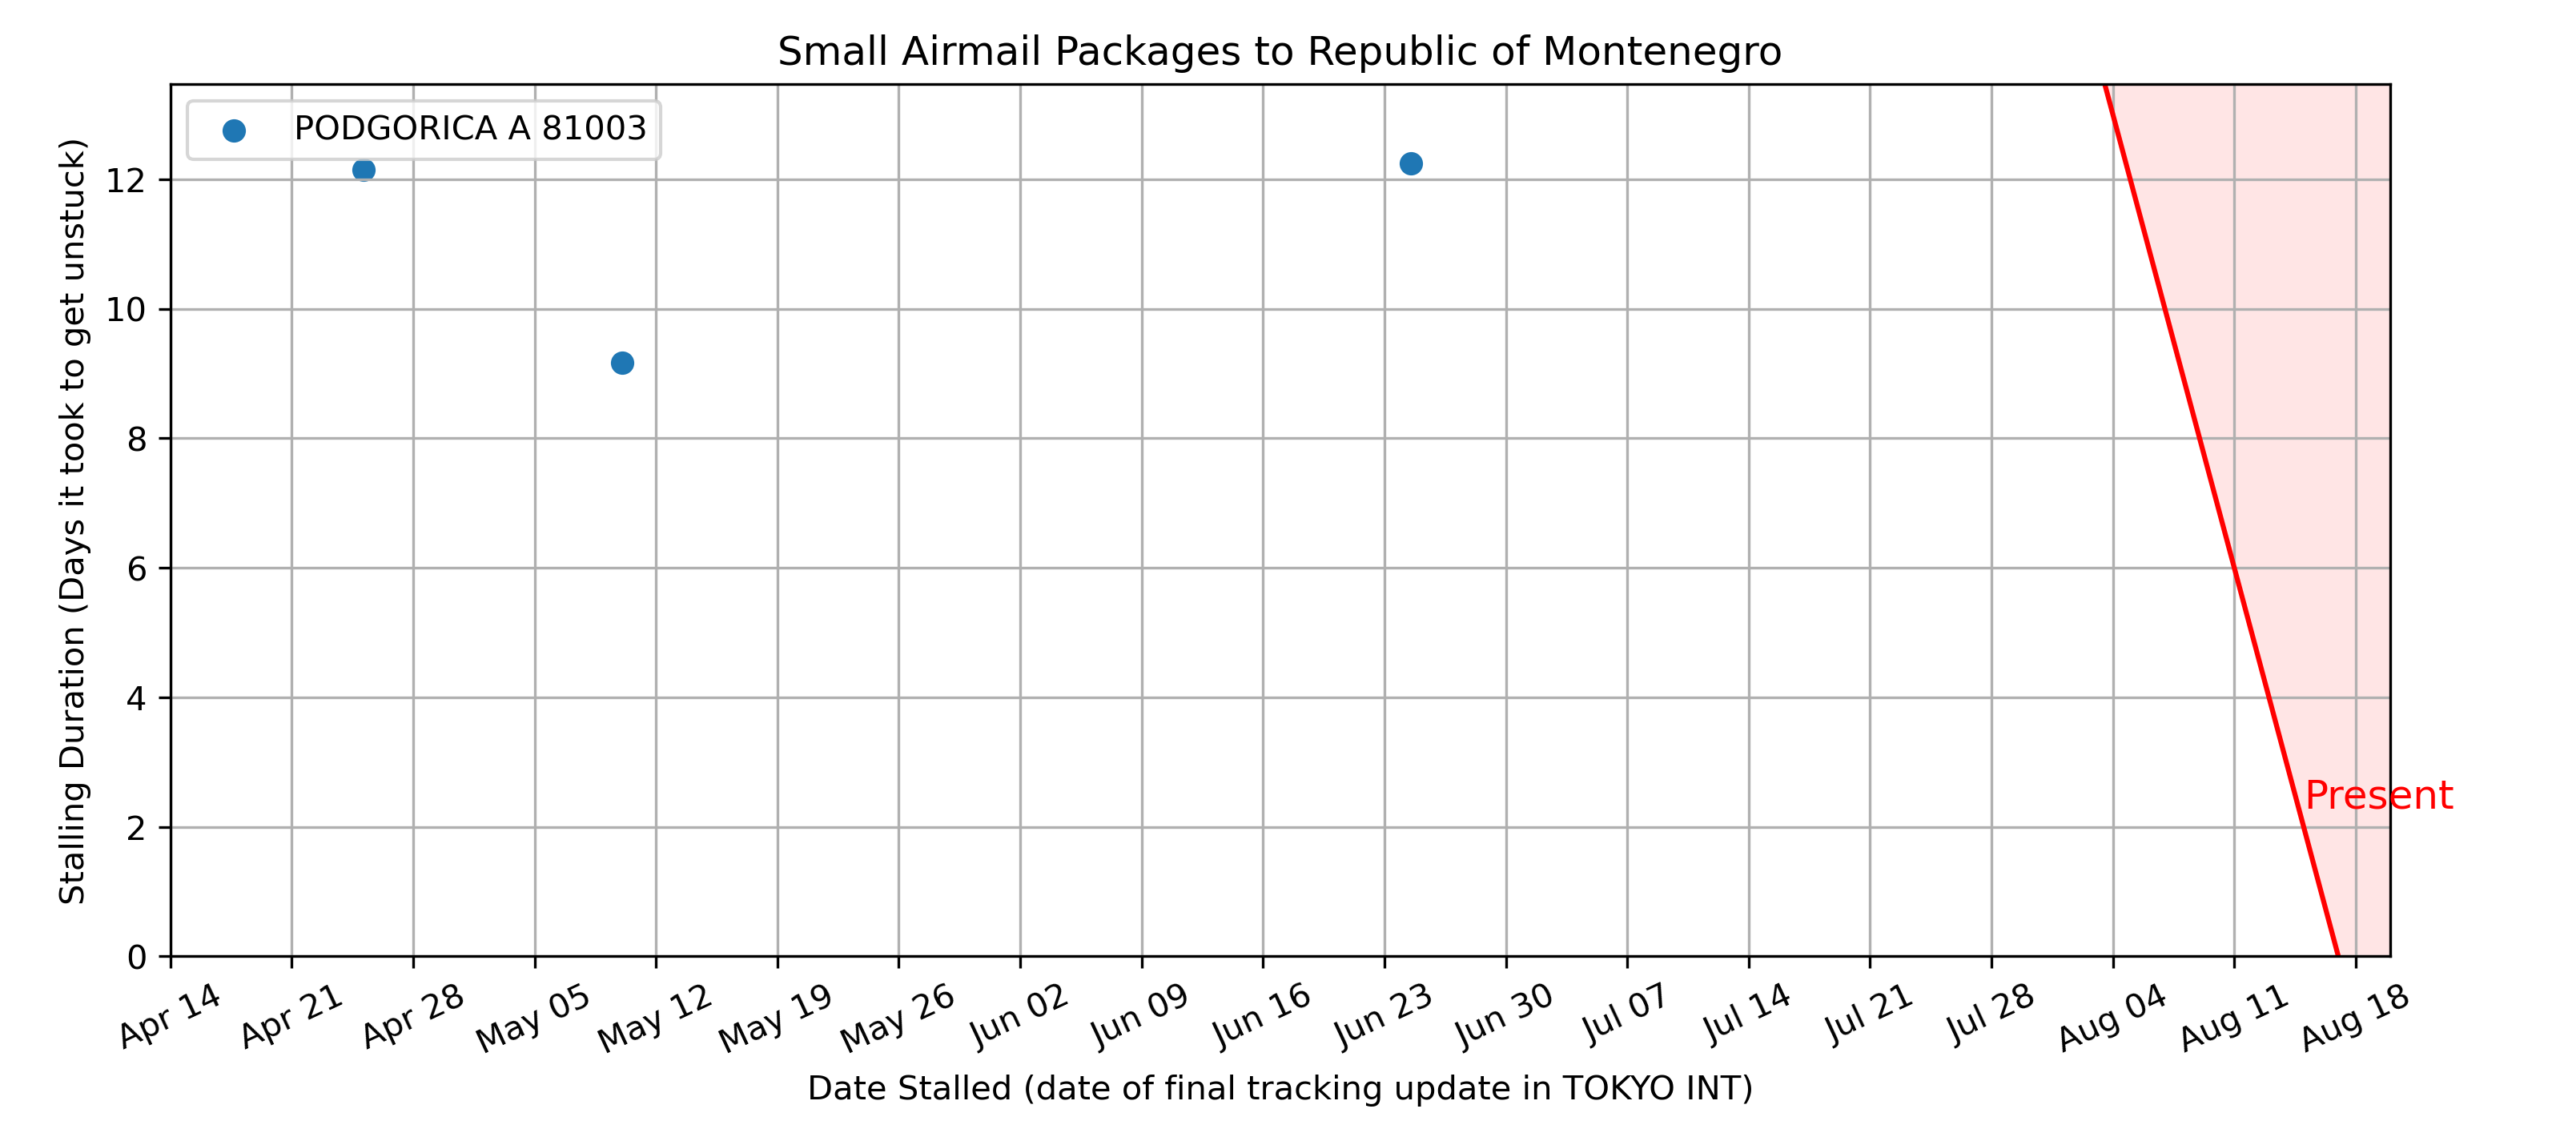 Small Airmail Packages to Republic of Montenegro
PODGORICA A 81003
Stalling Duration (Days it took to get unstuck)
12
10
8
6
4
2
0
Present
Apr 14
Apr 21
Apr 28
May 05
May 12
May 19
May 26
Jun 02
Jun 09
Jun 16
Jun 23
Jun 30
Jul 07
Jul 14
Jul 21
Jul 28
Aug 04
Aug 11
Aug 18
Date Stalled (date of final tracking update in TOKYO INT)